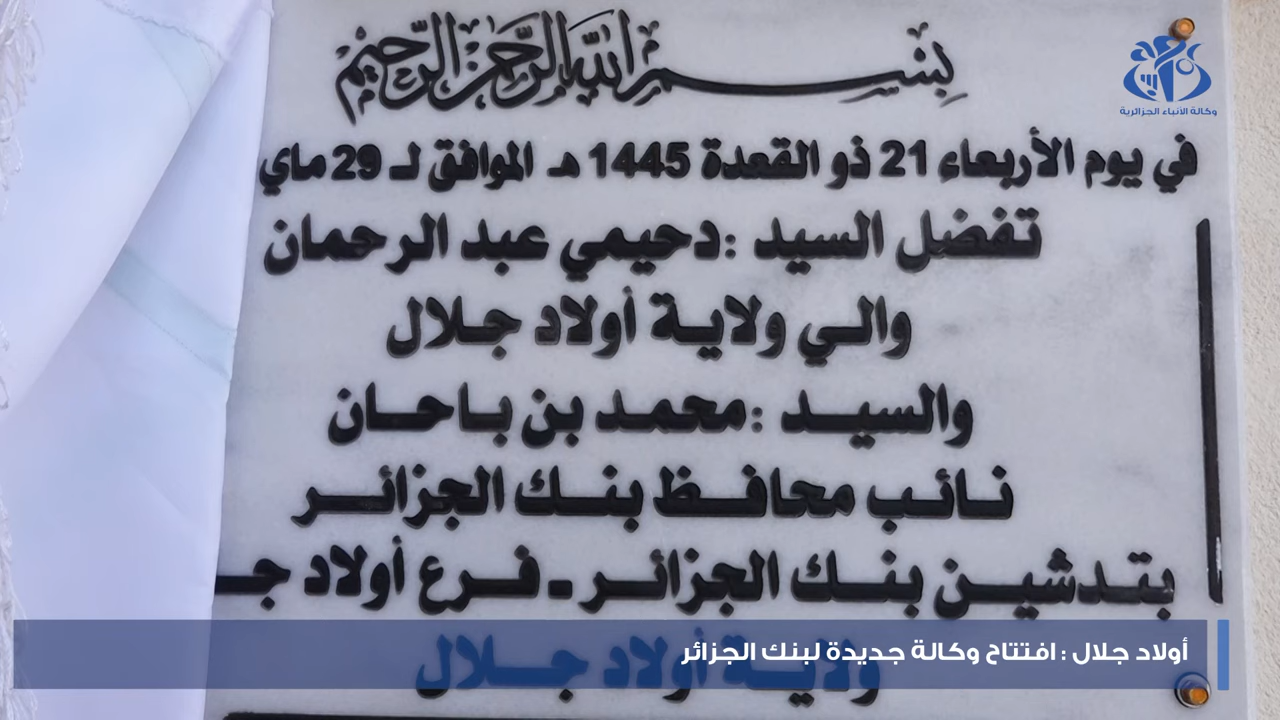 بسم الله الرحمن الرحيم
وكالة الأنباء الجزائرية
في يوم الأربعاء 21 ذو القعدة 1445 هـ الموافق لـ 29 ماي
تفضل السيد :دحيمي عبد الرحمان
والي ولاية أولاد جلال
والسيد :محمد بن باحان
نائب محافظ بنك الجزائر
بتدشين بنك الجزائر - فرع أولاد جـ
ولاية أولاد جلال
أولاد جلال : افتتاح وكالة جديدة لبنك الجزائر